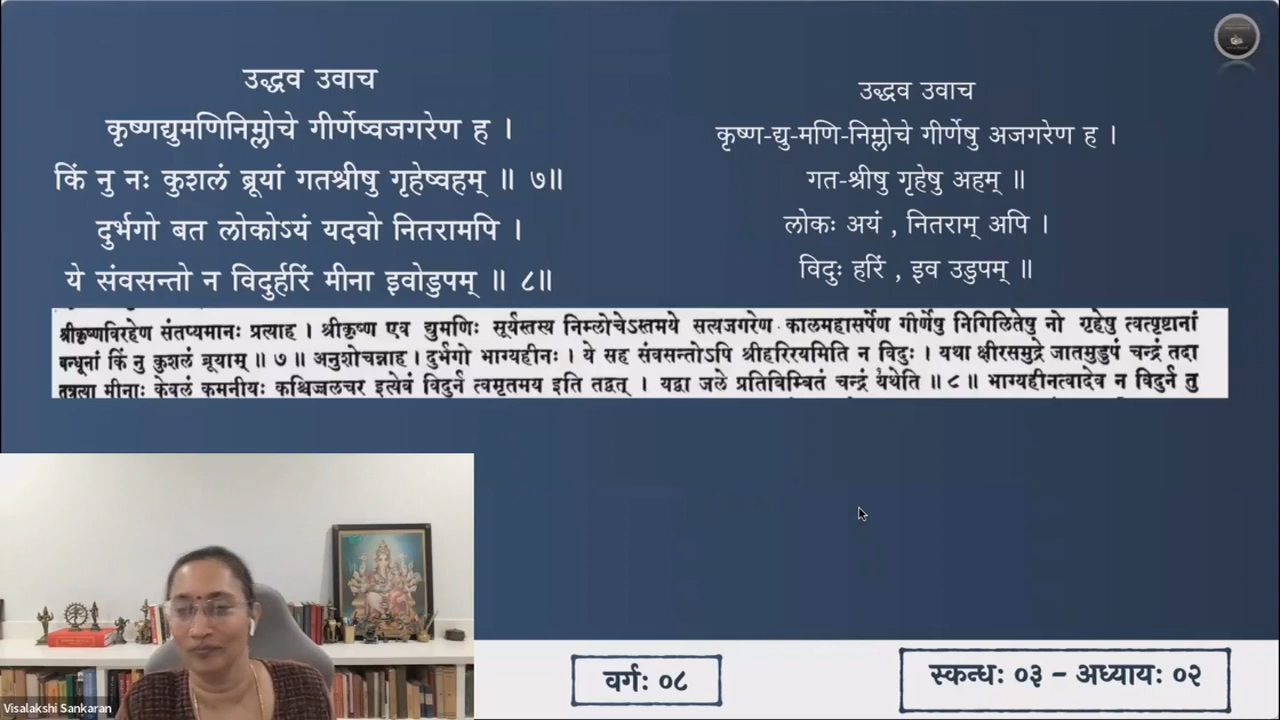 उद्धव उवाच
कृष्णद्युमणिनिम्लोचे गीर्णेष्वजगरेण ह ।
किं नु नः कुशलं ब्रूयां गतश्रीषु गृहेष्वहम् ॥ ७॥
दुर्भगो बत लोकोऽयं यदवो नितरामपि ।
ये संवसन्तो न विदुर्हरिं मीना इवोडुपम् ॥ ८॥
उद्धव उवाच
कृष्ण-द्यु-मणि-निम्लोचे गीर्णेषु अजगरेण ह ।
गत-श्रीषु गृहेषु अहम् ॥
लोकः अयं , नितराम् अपि ।
विदुः हरिं , इव उडुपम् ॥
श्रीकृष्णविरहेण संतप्यमानः प्रत्याह । श्रीकृष्ण एव द्युमणिः सूर्यस्तस्य निम्लोचेऽस्तमये सत्यजगरेण कालमहासर्पेण गीर्णेषु निगिलितेषु नो गृहेषु त्वत्पृष्टानां
बन्धूनां किं नु कुशलं ब्रूयाम् ॥ ७ ॥ अनुशोचन्नाह । दुर्भगो भाग्यहीनः । ये सह संवसन्तोऽपि श्रीहरिरयमिति न विदुः । यथा क्षीरसमुद्रे जातमुडुपं चन्द्रं तदा
तत्रत्या मीनाः केवलं कमनीयः कश्चिज्जलचर इत्येवं विदुर्न त्वमृतमय इति तद्वत् । यद्वा जले प्रतिविम्बितं चन्द्रं यथेति ॥ ८ ॥ भाग्यहीनत्वादेव न विदुर्न तु
Visalakshi Sankaran
वर्गः ०८
स्कन्धः ०३ – अध्यायः ०२